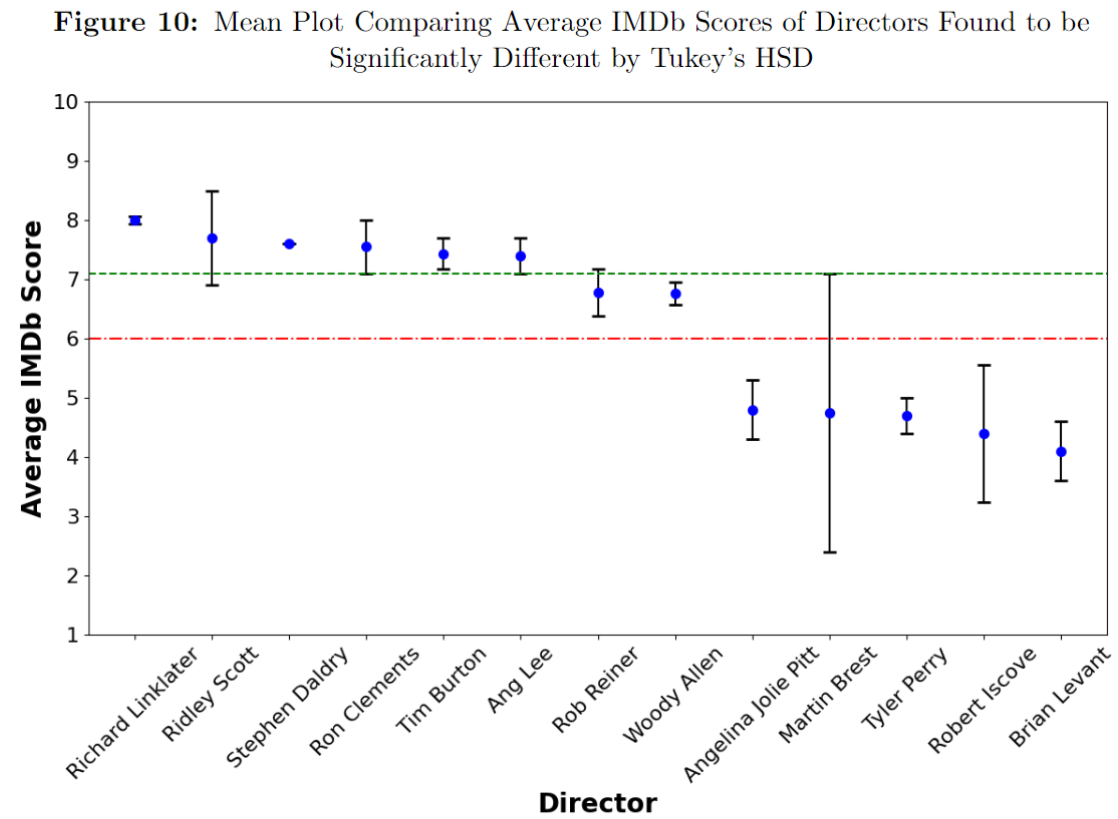 Figure 10: Mean Plot Comparing Average IMDb Scores of Directors Found to be
Significantly Different by Tukey's HSD
10
9
8
7
6
5
4
3
2
1
Average IMDb Score
Richard Linklater
Ridley Scott
Stephen Daldry
Ron Clements
Tim Burton
Ang Lee
Rob Reiner
Woody Allen
Angelina Jolie Pitt
Martin Brest
Tyler Perry
Robert Iscove
Brian Levant
Director